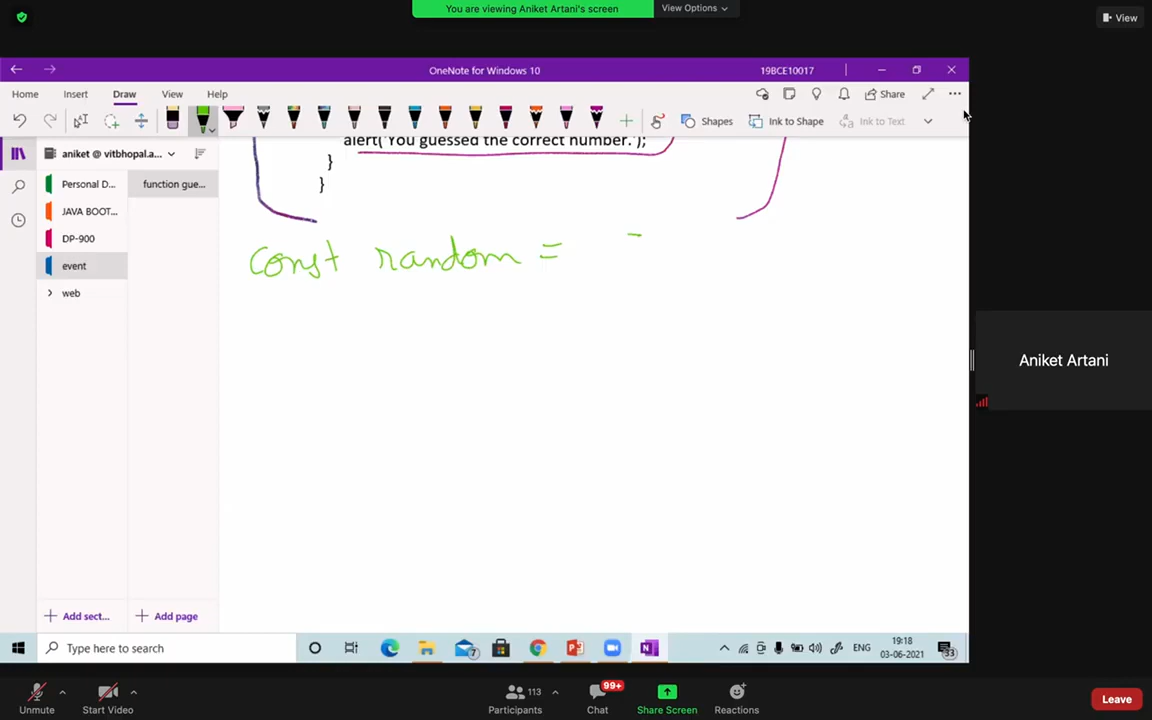 You are viewing Aniket Artani's screen
View Options
View
OneNote for Windows 10
19BCE10017
Home
Insert
Draw
View
Help
Share
Shapes
Ink to Shape
Ink to Text
aniket @ vitbhopal.a...
Personal D...
JAVA BOOT...
DP-900
event
web
function gue...
alert('You guessed the correct number.');
}
}
const random =
Aniket Artani
Add sect...
Add page
Type here to search
7
ENG
19:18
03-06-2021
33
Unmute
Start Video
113
Participants
99+
Chat
Share Screen
Reactions
Leave